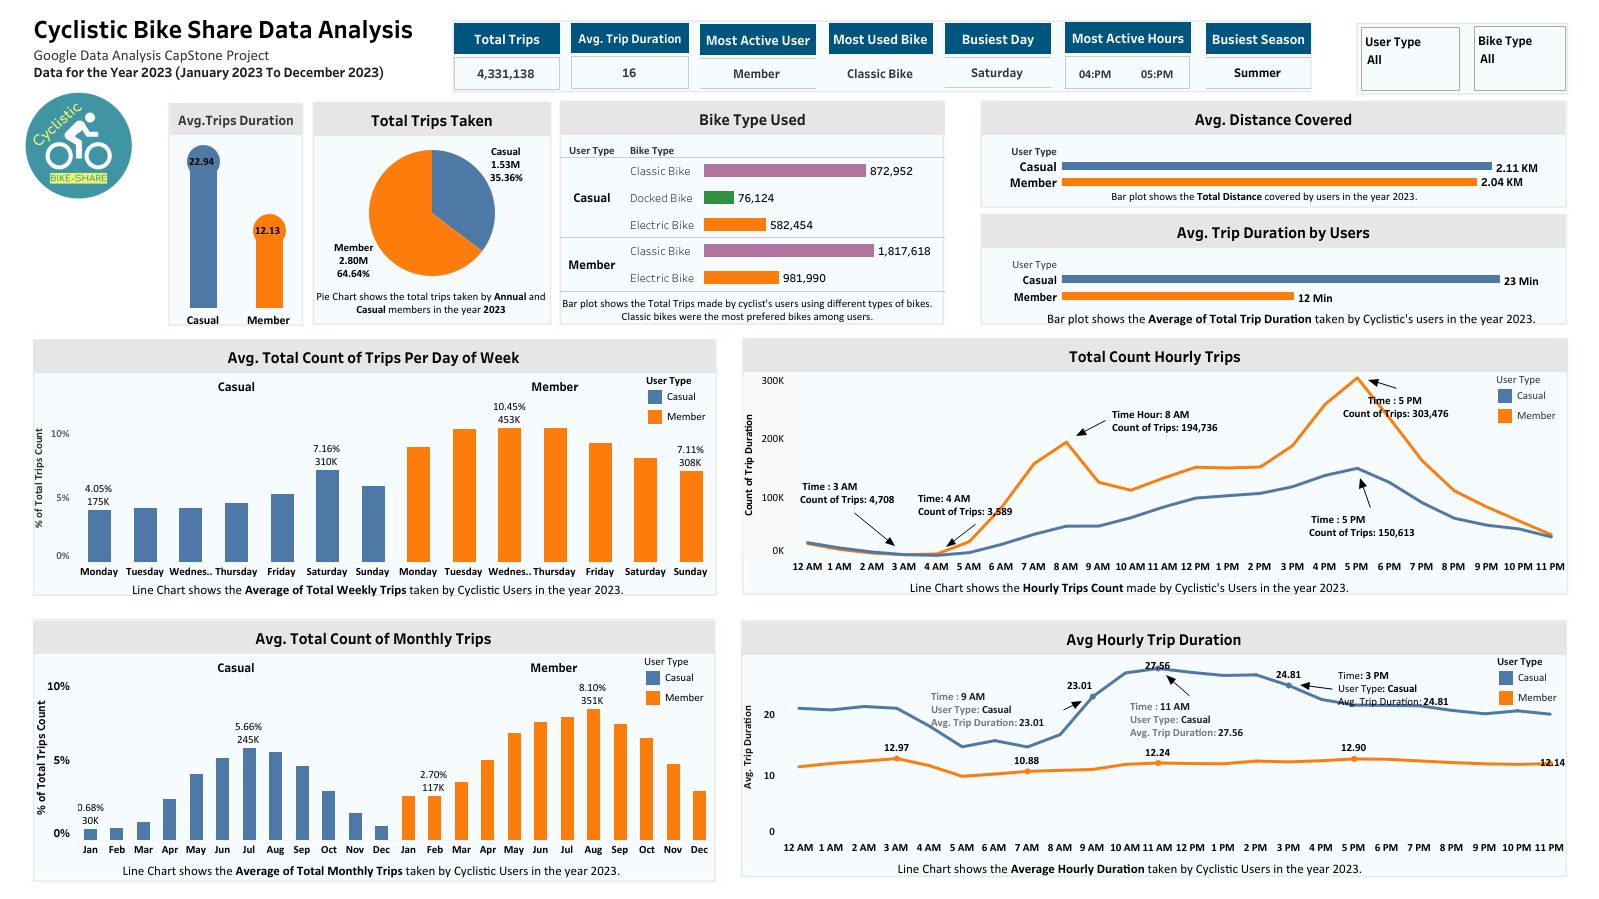 Cyclistic Bike Share Data Analysis
Google Data Analysis CapStone Project
Data for the Year 2023 (January 2023 To December 2023)
Total Trips
4,331,138
Avg. Trip Duration
16
Most Active User
Member
Most Used Bike
Classic Bike
Busiest Day
Saturday
Most Active Hours
04:PM 05:PM
Busiest Season
Summer
User Type
All
Bike Type
All
Cyclistic
BIKE-SHARE
Avg.Trips Duration
22.94
12.13
Casual Member
Total Trips Taken
Casual
1.53M
35.36%
Member
2.80M
64.64%
Pie Chart shows the total trips taken by Annual and
Casual members in the year 2023
Bike Type Used
User Type Bike Type
Casual
Classic Bike 872,952
Docked Bike 76,124
Electric Bike 582,454
Member
Classic Bike 1,817,618
Electric Bike 981,990
Bar plot shows the Total Trips made by cyclist's users using different types of bikes.
Classic bikes were the most prefered bikes among users.
Avg. Distance Covered
User Type
Casual 2.11 KM
Member 2.04 KM
Bar plot shows the Total Distance covered by users in the year 2023.
Avg. Trip Duration by Users
User Type
Casual 23 Min
Member 12 Min
Bar plot shows the Average of Total Trip Duration taken by Cyclistic's users in the year 2023.
Avg. Total Count of Trips Per Day of Week
Casual Member
User Type
Casual
Member
% of Total Trips Count
10%
5%
0%
4.05%
175K
7.16%
310K
10.45%
453K
7.11%
308K
Monday Tuesday Wednes.. Thursday Friday Saturday Sunday Monday Tuesday Wednes.. Thursday Friday Saturday Sunday
Line Chart shows the Average of Total Weekly Trips taken by Cyclistic Users in the year 2023.
Total Count Hourly Trips
User Type
Casual
Member
Count of Trip Duration
300K
200K
100K
0K
Time : 3 AM
Count of Trips: 4,708
Time: 4 AM
Count of Trips: 3,589
Time Hour: 8 AM
Count of Trips: 194,736
Time : 5 PM
Count of Trips: 303,476
Time : 5 PM
Count of Trips: 150,613
12 AM 1 AM 2 AM 3 AM 4 AM 5 AM 6 AM 7 AM 8 AM 9 AM 10 AM 11 AM 12 PM 1 PM 2 PM 3 PM 4 PM 5 PM 6 PM 7 PM 8 PM 9 PM 10 PM 11 PM
Line Chart shows the Hourly Trips Count made by Cyclistic's Users in the year 2023.
Avg. Total Count of Monthly Trips
Casual Member
User Type
Casual
Member
% of Total Trips Count
10%
5%
0%
0.68%
30K
5.66%
245K
2.70%
117K
8.10%
351K
Jan Feb Mar Apr May Jun Jul Aug Sep Oct Nov Dec Jan Feb Mar Apr May Jun Jul Aug Sep Oct Nov Dec
Line Chart shows the Average of Total Monthly Trips taken by Cyclistic Users in the year 2023.
Avg Hourly Trip Duration
User Type
Casual
Member
Avg. Trip Duration
20
10
0
Time : 9 AM
User Type: Casual
Avg. Trip Duration: 23.01
23.01
27.56
Time : 11 AM
User Type: Casual
Avg. Trip Duration: 27.56
24.81
Time: 3 PM
User Type: Casual
Avg. Trip Duration: 24.81
12.97
10.88
12.24
12.90
12.14
12 AM 1 AM 2 AM 3 AM 4 AM 5 AM 6 AM 7 AM 8 AM 9 AM 10 AM 11 AM 12 PM 1 PM 2 PM 3 PM 4 PM 5 PM 6 PM 7 PM 8 PM 9 PM 10 PM 11 PM
Line Chart shows the Average Hourly Duration taken by Cyclistic Users in the year 2023.